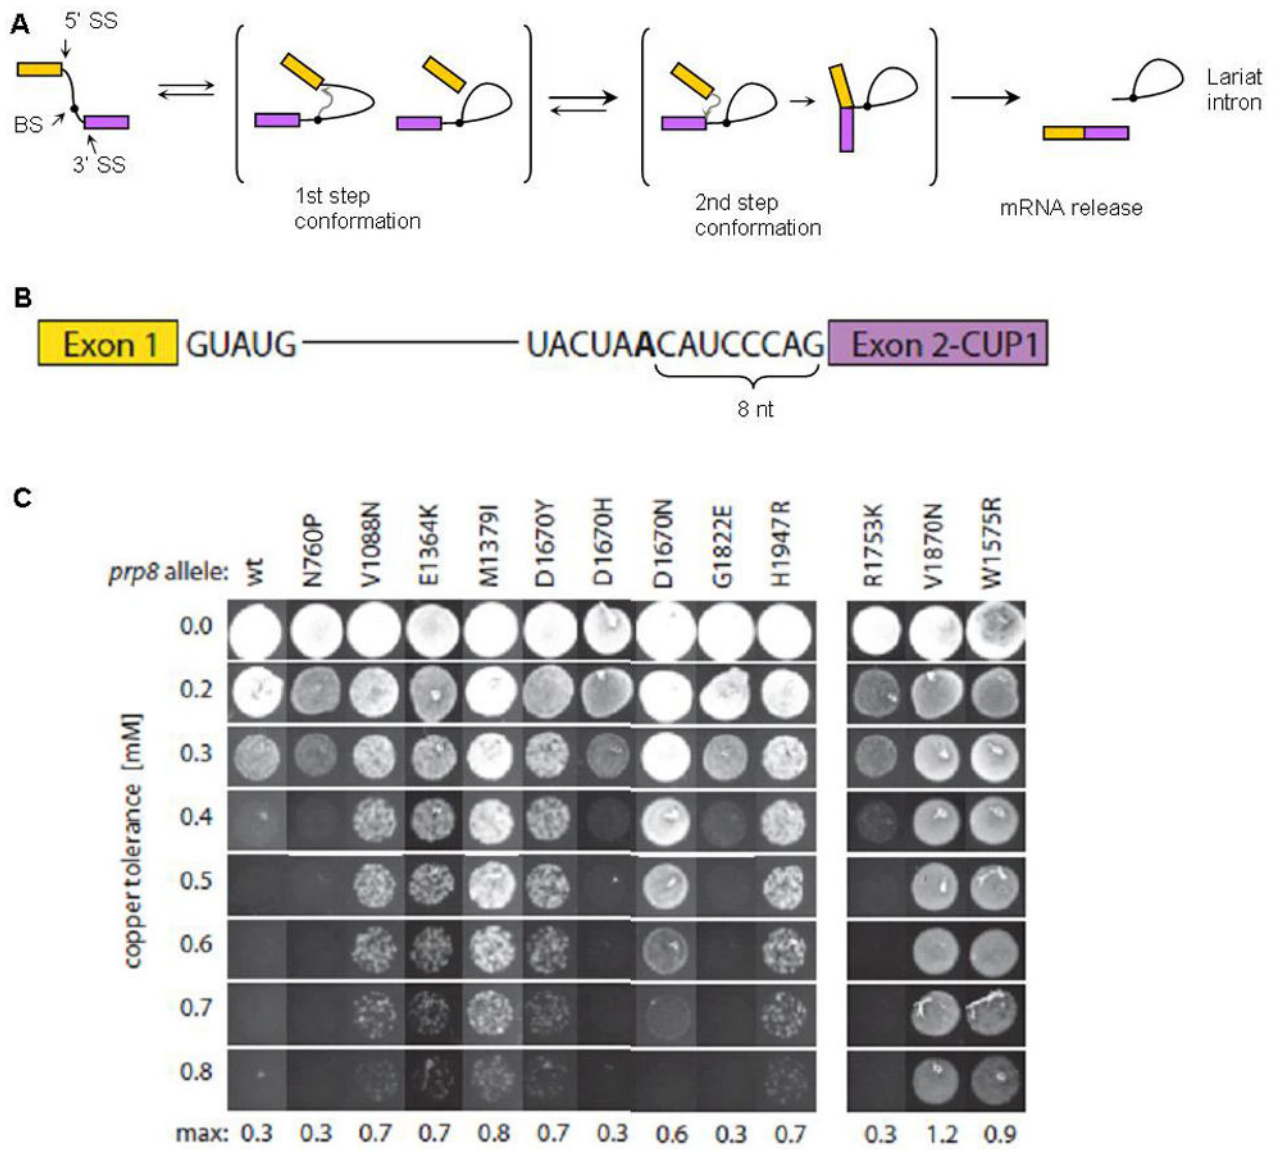 A
5' SS
BS
3' SS
1st step
conformation
2nd step
conformation
mRNA release
Lariat
intron
B
Exon 1 GUAUG UACUAACAUCCCAG Exon 2-CUP1
8 nt
C
prp8 allele: wt N760P V1088N E1364K M1379I D1670Y D1670H D1670N G1822E H1947R R1753K V1870N W1575R
copper tolerance [mM]
0.0
0.2
0.3
0.4
0.5
0.6
0.7
0.8
max: 0.3 0.3 0.7 0.7 0.8 0.7 0.3 0.6 0.3 0.7 0.3 1.2 0.9